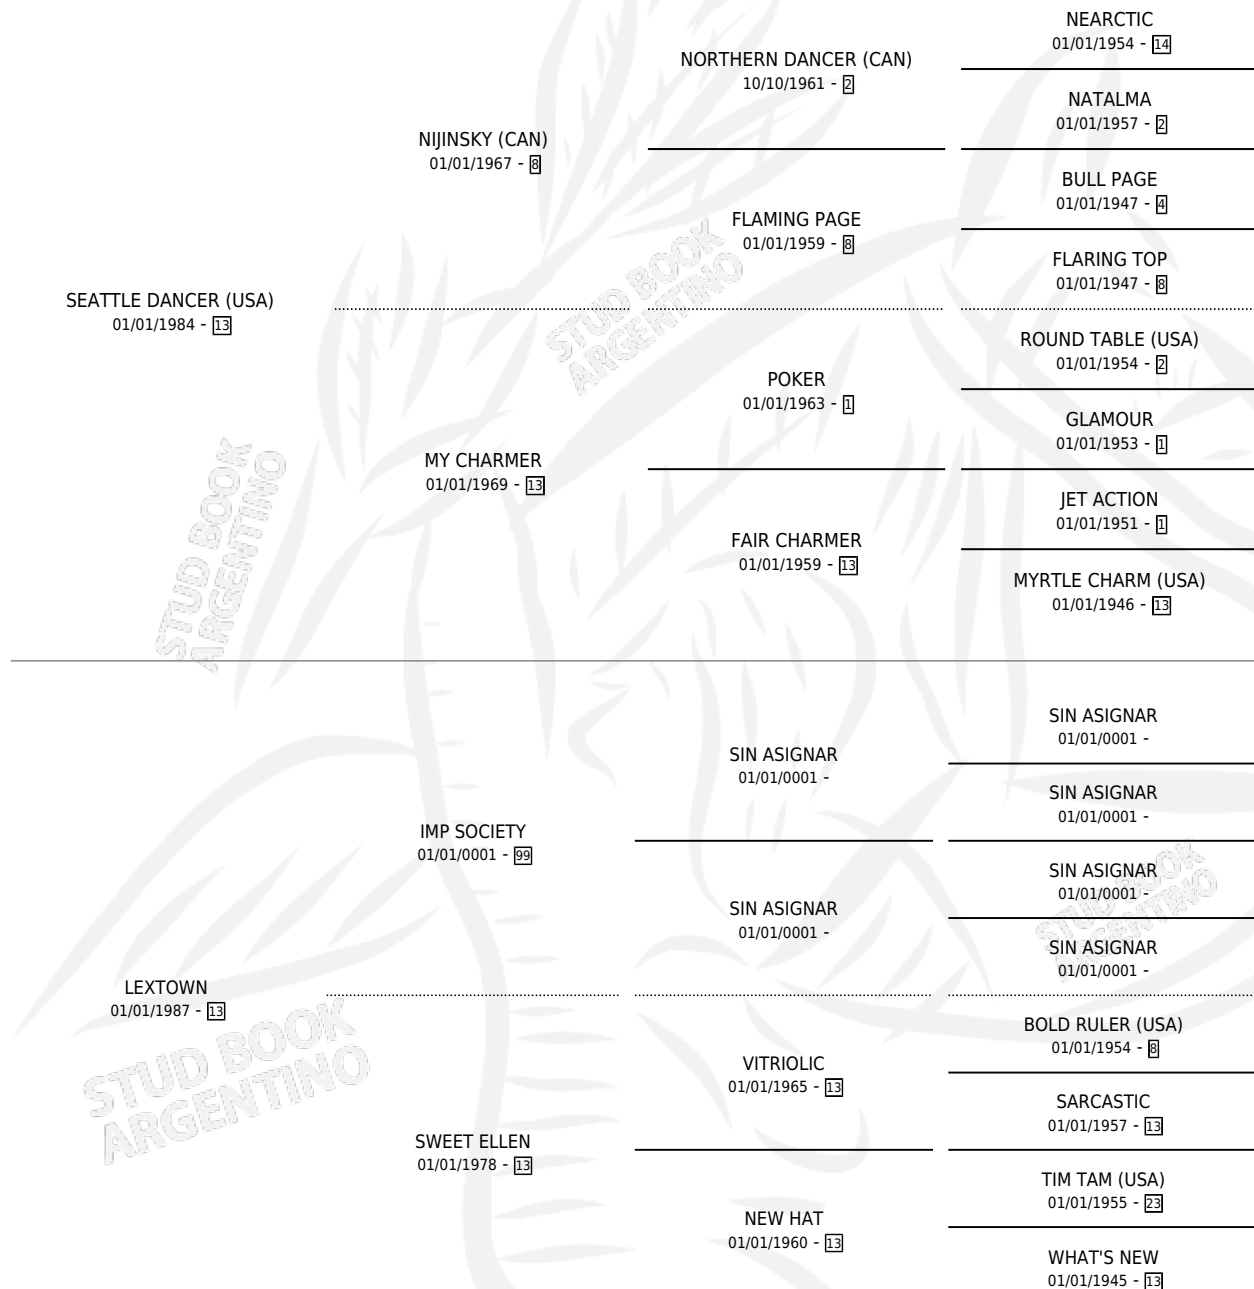 NEARCTIC
01/01/1954 - 14
NORTHERN DANCER (CAN)
10/10/1961 - 2
NATALMA
01/01/1957 - 2
NIJINSKY (CAN)
01/01/1967 - 8
BULL PAGE
01/01/1947 - 4
FLAMING PAGE
01/01/1959 - 8
FLARING TOP
01/01/1947 - 8
SEATTLE DANCER (USA)
01/01/1984 - 13
ROUND TABLE (USA)
01/01/1954 - 2
POKER
01/01/1963 - 1
GLAMOUR
01/01/1953 - 1
MY CHARMER
01/01/1969 - 13
JET ACTION
01/01/1951 - 1
FAIR CHARMER
01/01/1959 - 13
MYRTLE CHARM (USA)
01/01/1946 - 13
SIN ASIGNAR
01/01/0001 -
SIN ASIGNAR
01/01/0001 -
SIN ASIGNAR
01/01/0001 -
IMP SOCIETY
01/01/0001 - 99
SIN ASIGNAR
01/01/0001 -
SIN ASIGNAR
01/01/0001 -
SIN ASIGNAR
01/01/0001 -
LEXTOWN
01/01/1987 - 13
BOLD RULER (USA)
01/01/1954 - 8
VITRIOLIC
01/01/1965 - 13
SARCASTIC
01/01/1957 - 13
SWEET ELLEN
01/01/1978 - 13
TIM TAM (USA)
01/01/1955 - 23
NEW HAT
01/01/1960 - 13
WHAT'S NEW
01/01/1945 - 13
STUD BOOK
ARGENTINO
STUD BOOK
ARGENTINO
STUD BOOK
ARGENTINO
STUD BOOK
ARGENTINO